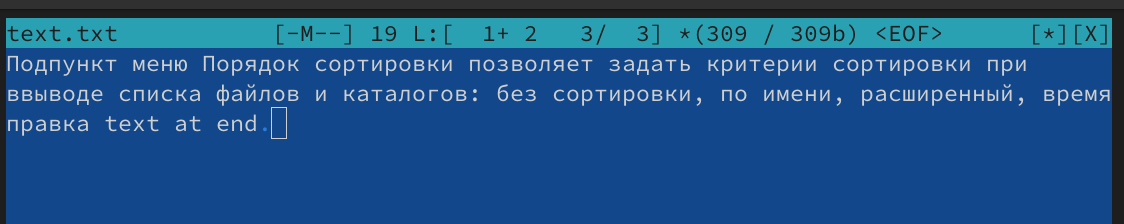 text.txt [-M--] 19 L:[ 1+ 2 3/ 3] *(309 / 309b) <EOF> [*][X]
Подпункт меню Порядок сортировки позволяет задать критерии сортировки при
ввыводе списка файлов и каталогов: без сортировки, по имени, расширенный, время
правка text at end.